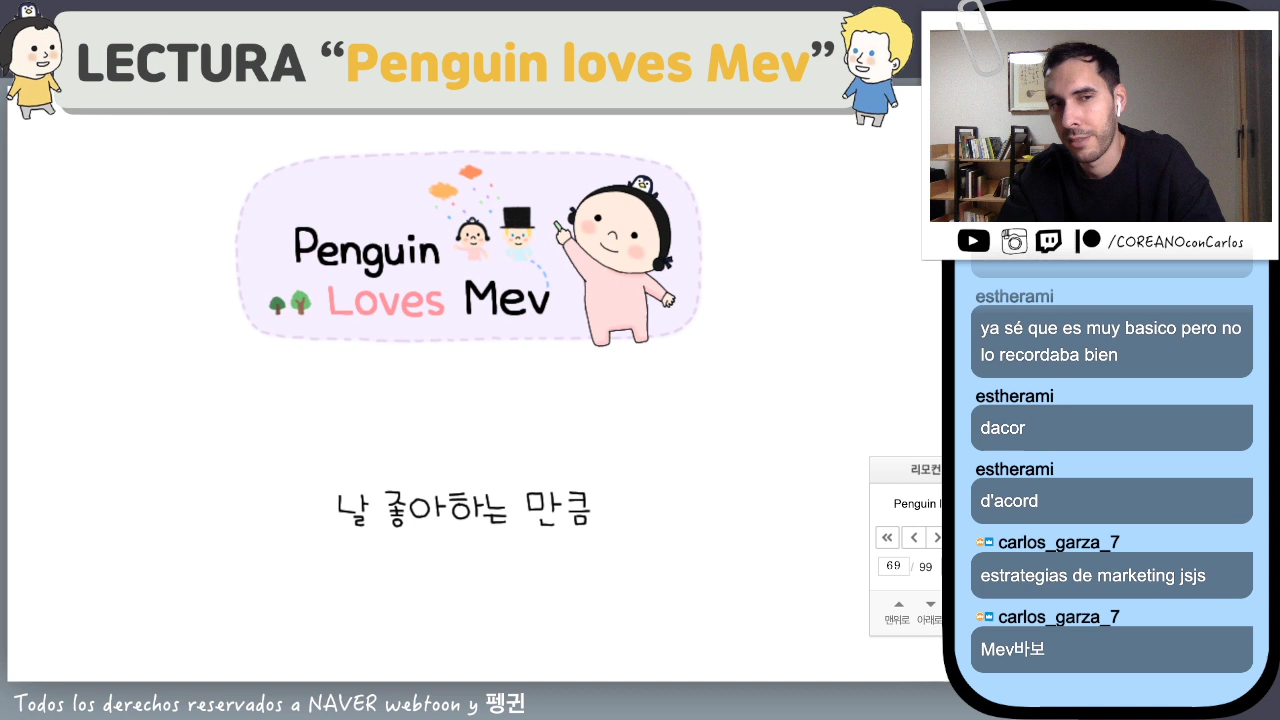 LECTURA “Penguin loves Mev”
Penguin
Loves Mev
날 좋아하는 만큼
리모컨
Penguin l
69 / 99
맨위로 아래로
/COREANOconCarlos
estherami
ya sé que es muy basico pero no
lo recordaba bien
estherami
dacor
estherami
d'acord
carlos_garza_7
estrategias de marketing jsjs
carlos_garza_7
Mev바보
Todos los derechos reservados a NAVER webtoon y 펭귄